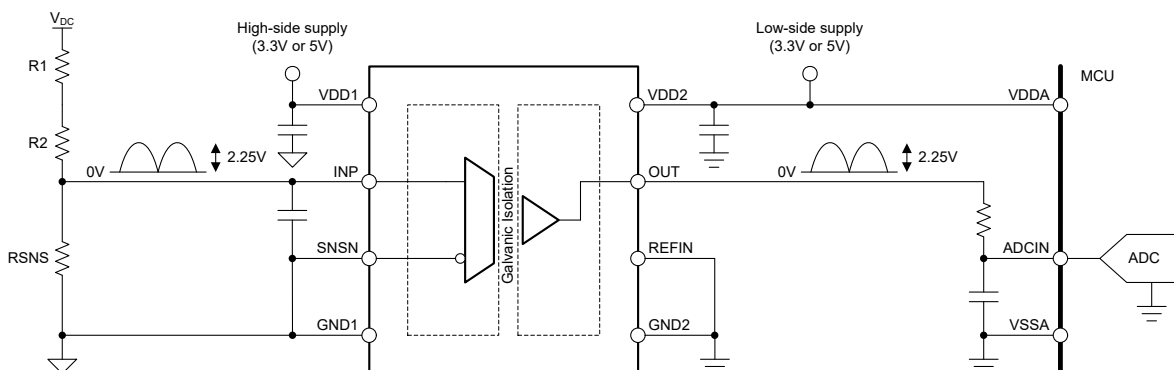 VDC
High-side supply
(3.3V or 5V)
Low-side supply
(3.3V or 5V)
MCU
R1
VDD1
VDD2
VDDA
R2
2.25V
2.25V
0V
INP
OUT
0V
Galvanic Isolation
RSNS
SNSN
REFIN
ADCIN
ADC
GND1
GND2
VSSA